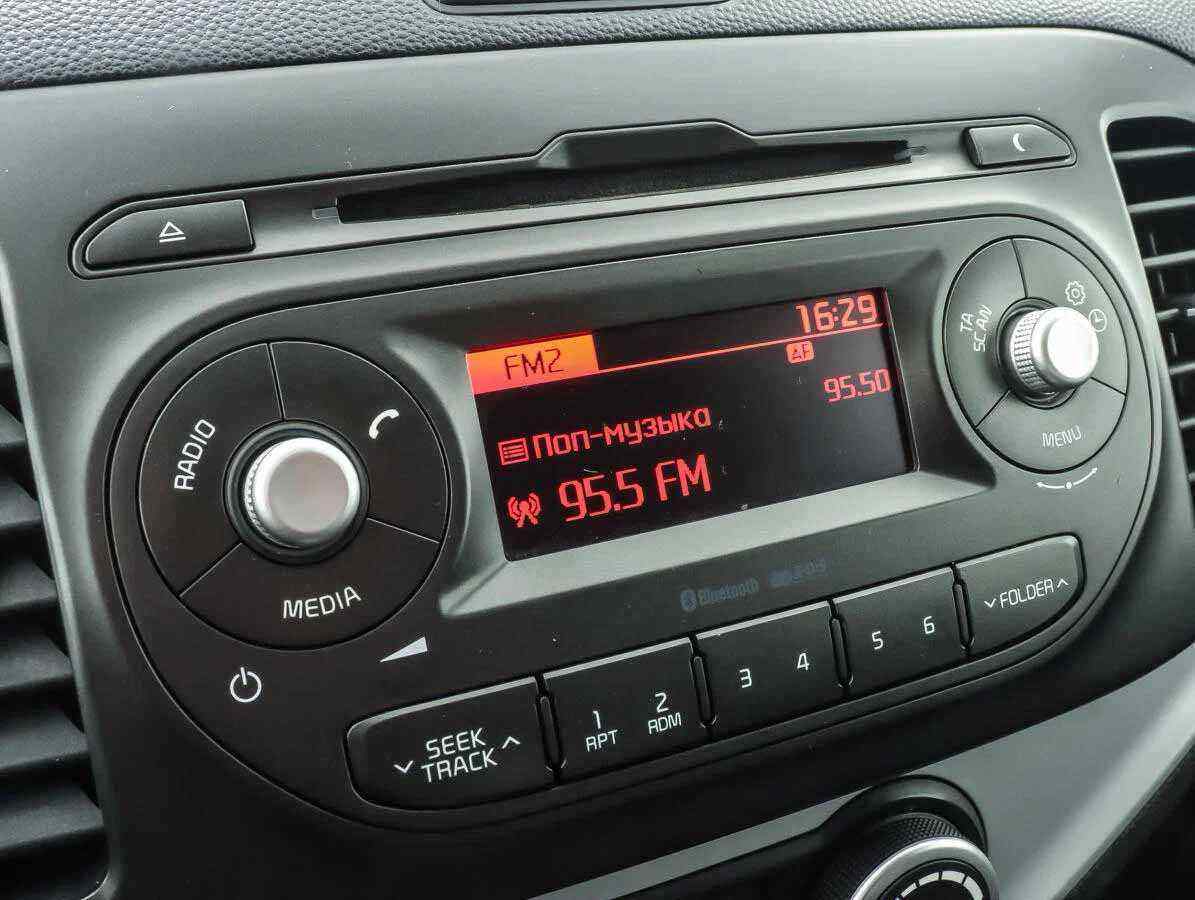 16:29
FM2
AF
95.50
Поп-музыка
95.5 FM
RADIO
MEDIA
TA
SCAN
MENU
Bluetooth
SEEK
TRACK
1
RPT
2
RDM
3
4
5
6
FOLDER